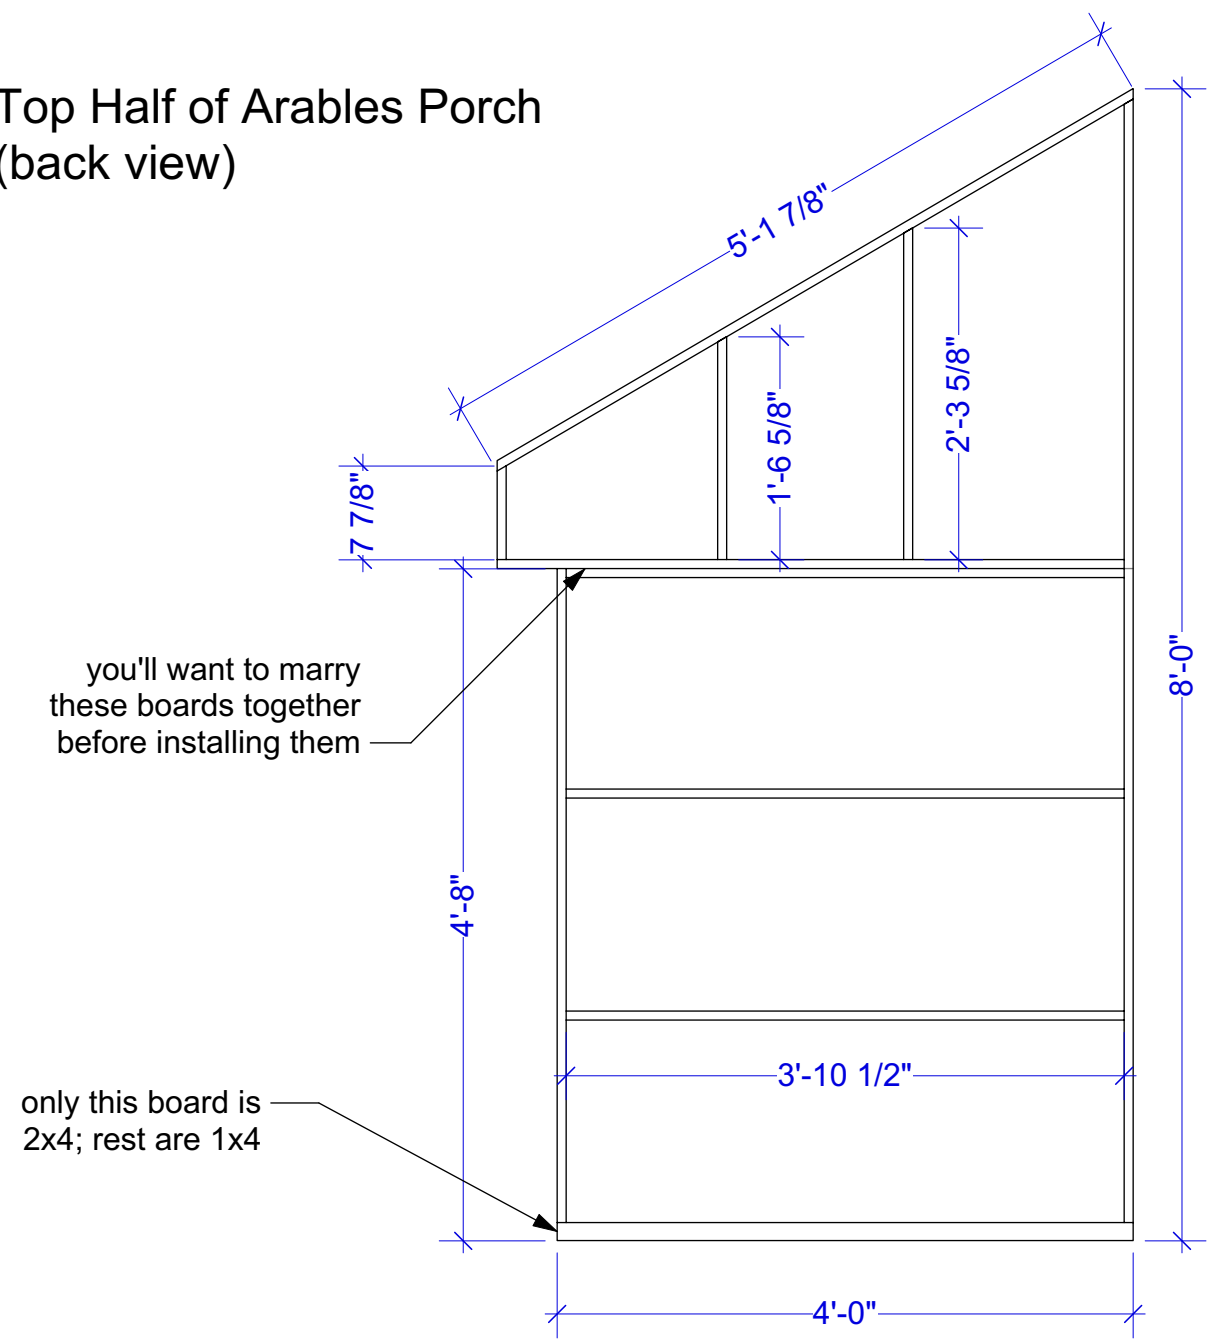 Top Half of Arables Porch
(back view)
5'-1 7/8"
2'-3 5/8"
1'-6 5/8"
7 7/8"
8'-0"
you'll want to marry
these boards together
before installing them
4'-8"
3'-10 1/2"
only this board is
2x4; rest are 1x4
4'-0"